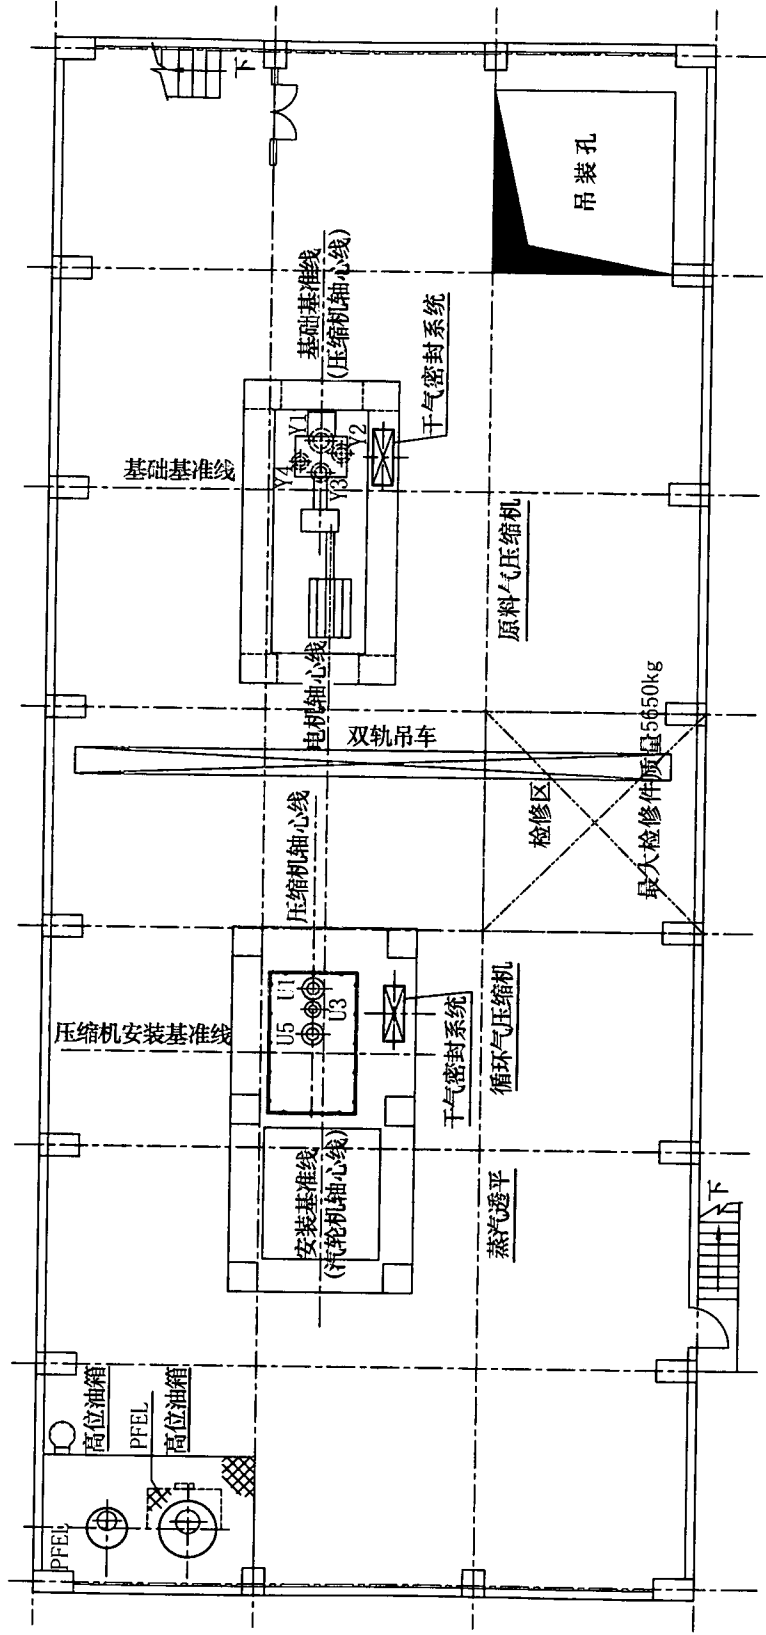 下
吊装孔
基础基准线
(压缩机轴心线)
干气密封系统
基础基准线
Y1
Y2
Y4
Y3
原料气压缩机
电机轴心线
双轨吊车
检修区
最大检修件质量5650kg
压缩机轴心线
压缩机安装基准线
U1
U5
U3
干气密封系统
循环气压缩机
安装基准线
(汽轮机轴心线)
蒸汽透平
下
高位油箱
PFEL
高位油箱
PFEL